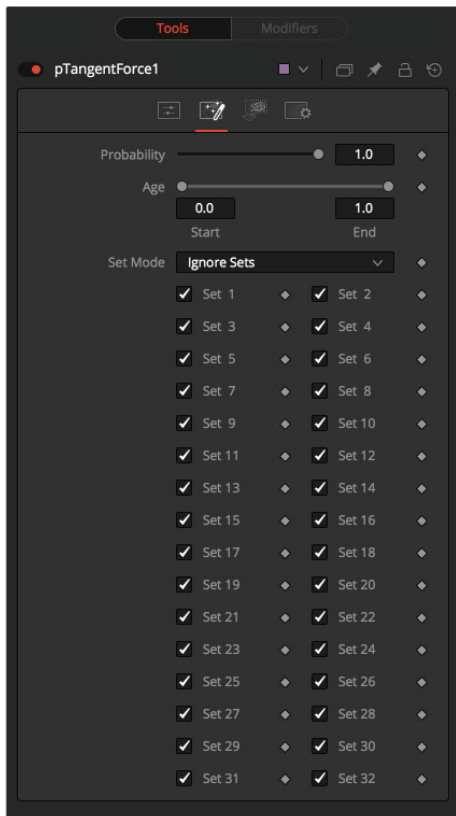 Tools Modifiers
pTangentForce1
Probability 1.0
Age
0.0 1.0
Start End
Set Mode Ignore Sets
Set 1 Set 2
Set 3 Set 4
Set 5 Set 6
Set 7 Set 8
Set 9 Set 10
Set 11 Set 12
Set 13 Set 14
Set 15 Set 16
Set 17 Set 18
Set 19 Set 20
Set 21 Set 22
Set 23 Set 24
Set 25 Set 26
Set 27 Set 28
Set 29 Set 30
Set 31 Set 32